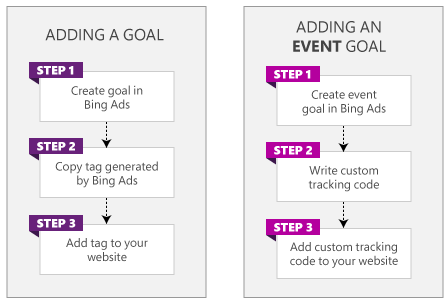 ADDING A GOAL
STEP 1
Create goal in
Bing Ads
STEP 2
Copy tag generated
by Bing Ads
STEP 3
Add tag to your
website
ADDING AN
EVENT GOAL
STEP 1
Create event
goal in Bing Ads
STEP 2
Write custom
tracking code
STEP 3
Add custom tracking
code to your website